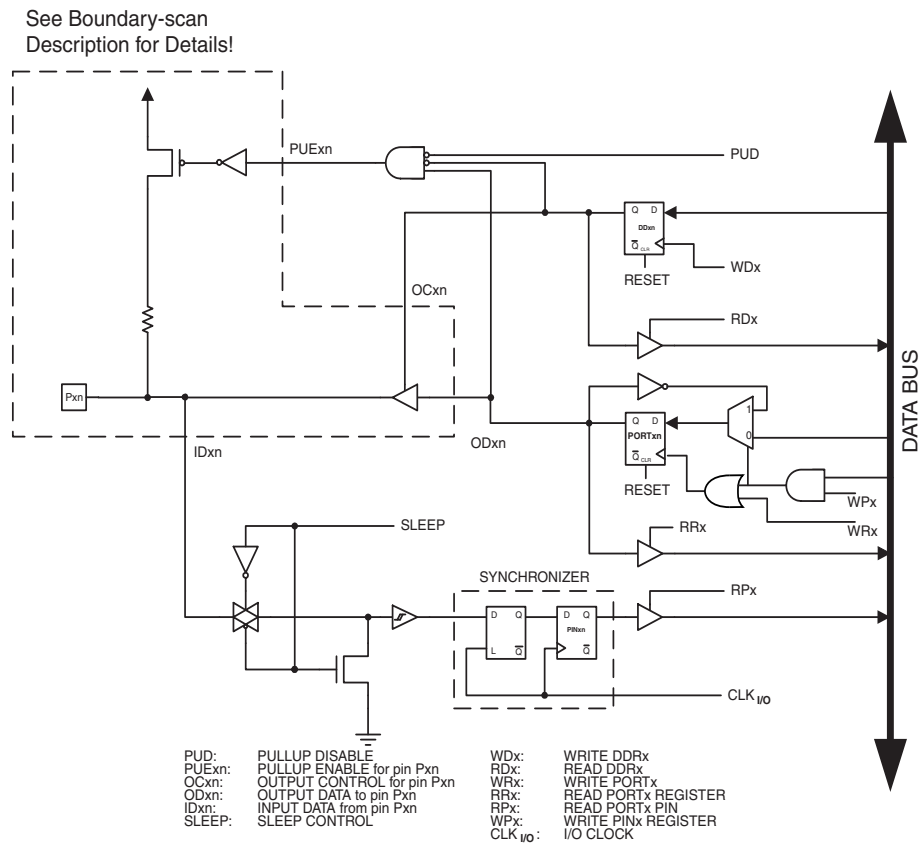 See Boundary-scan
Description for Details!
PUExn
PUD
Q D
DDxn
Q CLR
WDx
RESET
OCxn
RDx
DATA BUS
Pxn
1
Q D
0
ODxn
PORTxn
IDxn
Q CLR
RESET
WPx
WRx
RRx
SLEEP
SYNCHRONIZER
RPx
D Q
D Q
PINxn
L Q
Q
CLK I/O
PUD: PULLUP DISABLE
PUExn: PULLUP ENABLE for pin Pxn
OCxn: OUTPUT CONTROL for pin Pxn
ODxn: OUTPUT DATA to pin Pxn
IDxn: INPUT DATA from pin Pxn
SLEEP: SLEEP CONTROL
WDx: WRITE DDRx
RDx: READ DDRx
WRx: WRITE PORTx
RRx: READ PORTx REGISTER
RPx: READ PORTx PIN
WPx: WRITE PINx REGISTER
CLK I/O: I/O CLOCK